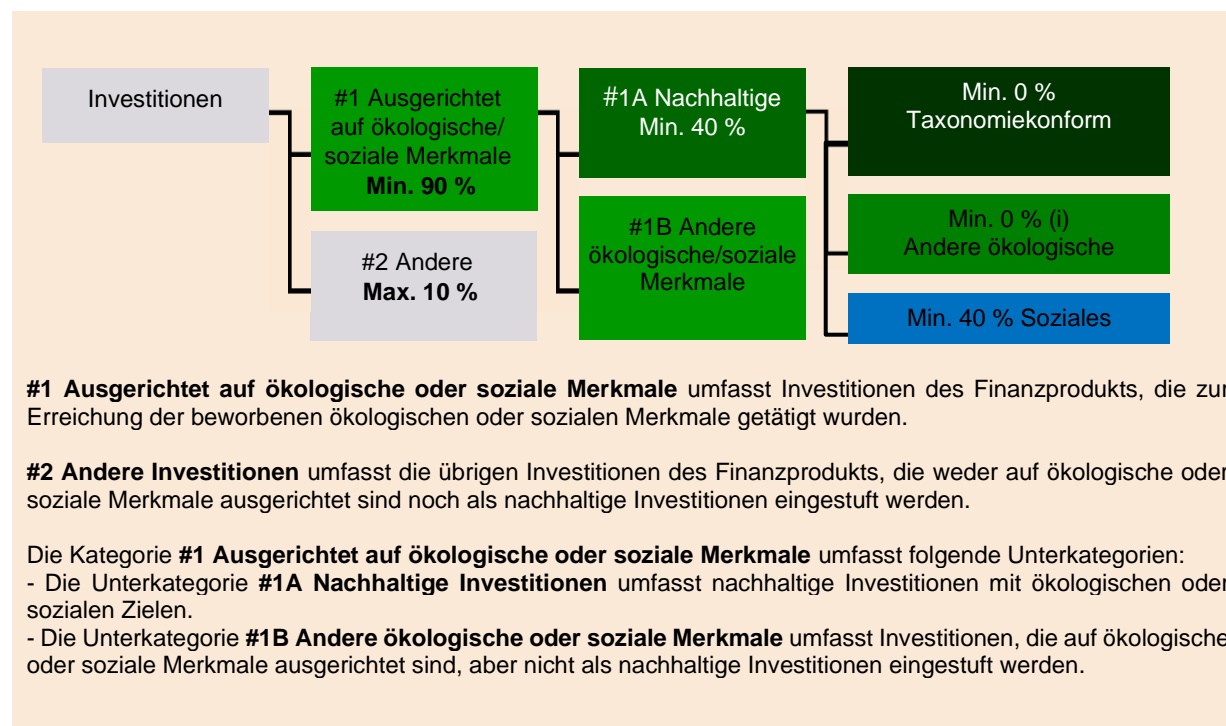 Investitionen
#1 Ausgerichtet
auf ökologische/
soziale Merkmale
Min. 90 %
#2 Andere
Max. 10 %
#1A Nachhaltige
Min. 40 %
#1B Andere
ökologische/soziale
Merkmale
Min. 0 %
Taxonomiekonform
Min. 0 % (i)
Andere ökologische
Min. 40 % Soziales
#1 Ausgerichtet auf ökologische oder soziale Merkmale umfasst Investitionen des Finanzprodukts, die zur
Erreichung der beworbenen ökologischen oder sozialen Merkmale getätigt wurden.
#2 Andere Investitionen umfasst die übrigen Investitionen des Finanzprodukts, die weder auf ökologische oder
soziale Merkmale ausgerichtet sind noch als nachhaltige Investitionen eingestuft werden.
Die Kategorie #1 Ausgerichtet auf ökologische oder soziale Merkmale umfasst folgende Unterkategorien:
- Die Unterkategorie #1A Nachhaltige Investitionen umfasst nachhaltige Investitionen mit ökologischen oder
sozialen Zielen.
- Die Unterkategorie #1B Andere ökologische oder soziale Merkmale umfasst Investitionen, die auf ökologische
oder soziale Merkmale ausgerichtet sind, aber nicht als nachhaltige Investitionen eingestuft werden.